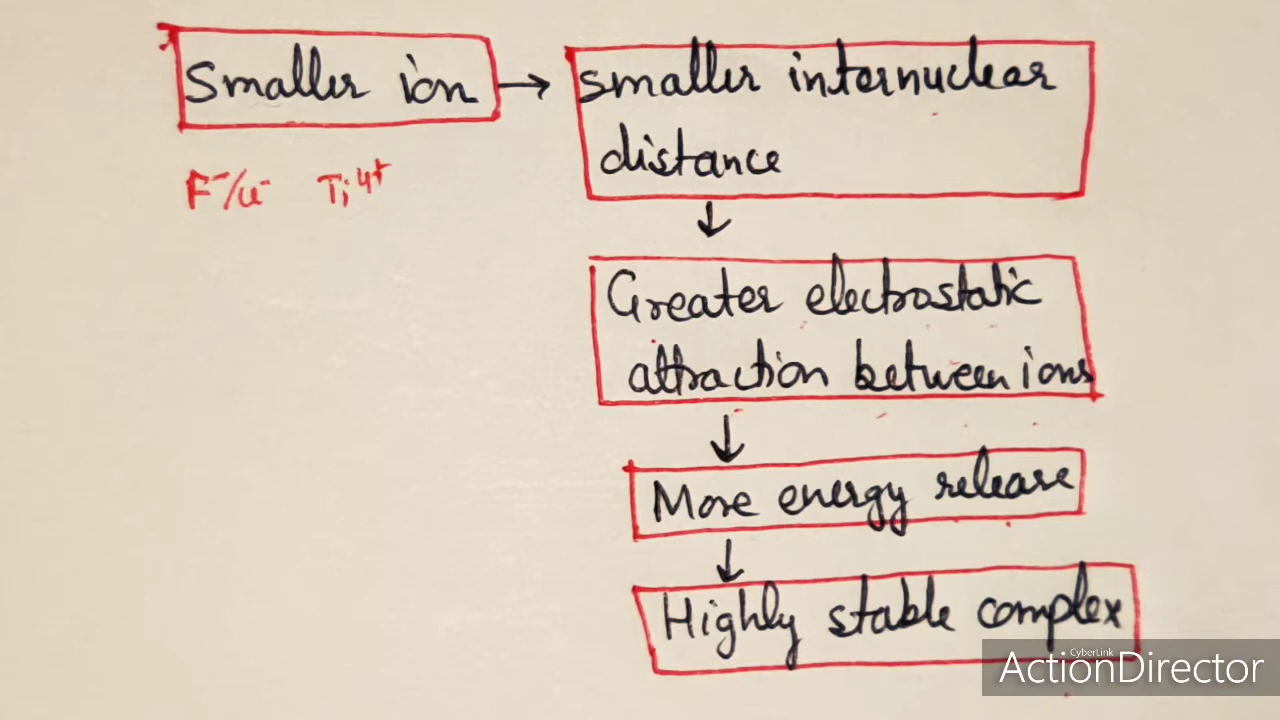 Smaller ion
smaller internuclear
distance
F⁻/Cl⁻ Ti⁴⁺
Greater electrostatic
attraction between ions
More energy release
Highly stable complex
CyberLink
ActionDirector